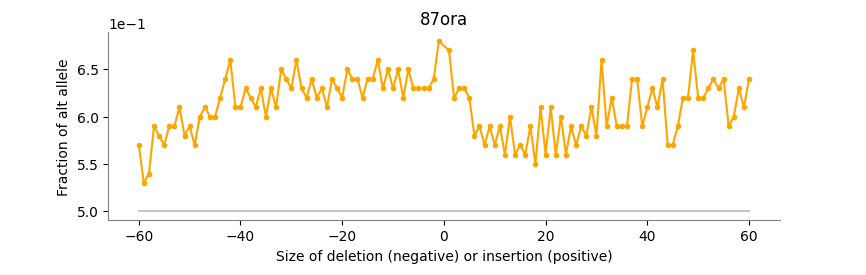 87ora
1e−1
6.5
6.0
5.5
5.0
Fraction of alt allele
−60 −40 −20 0 20 40 60
Size of deletion (negative) or insertion (positive)